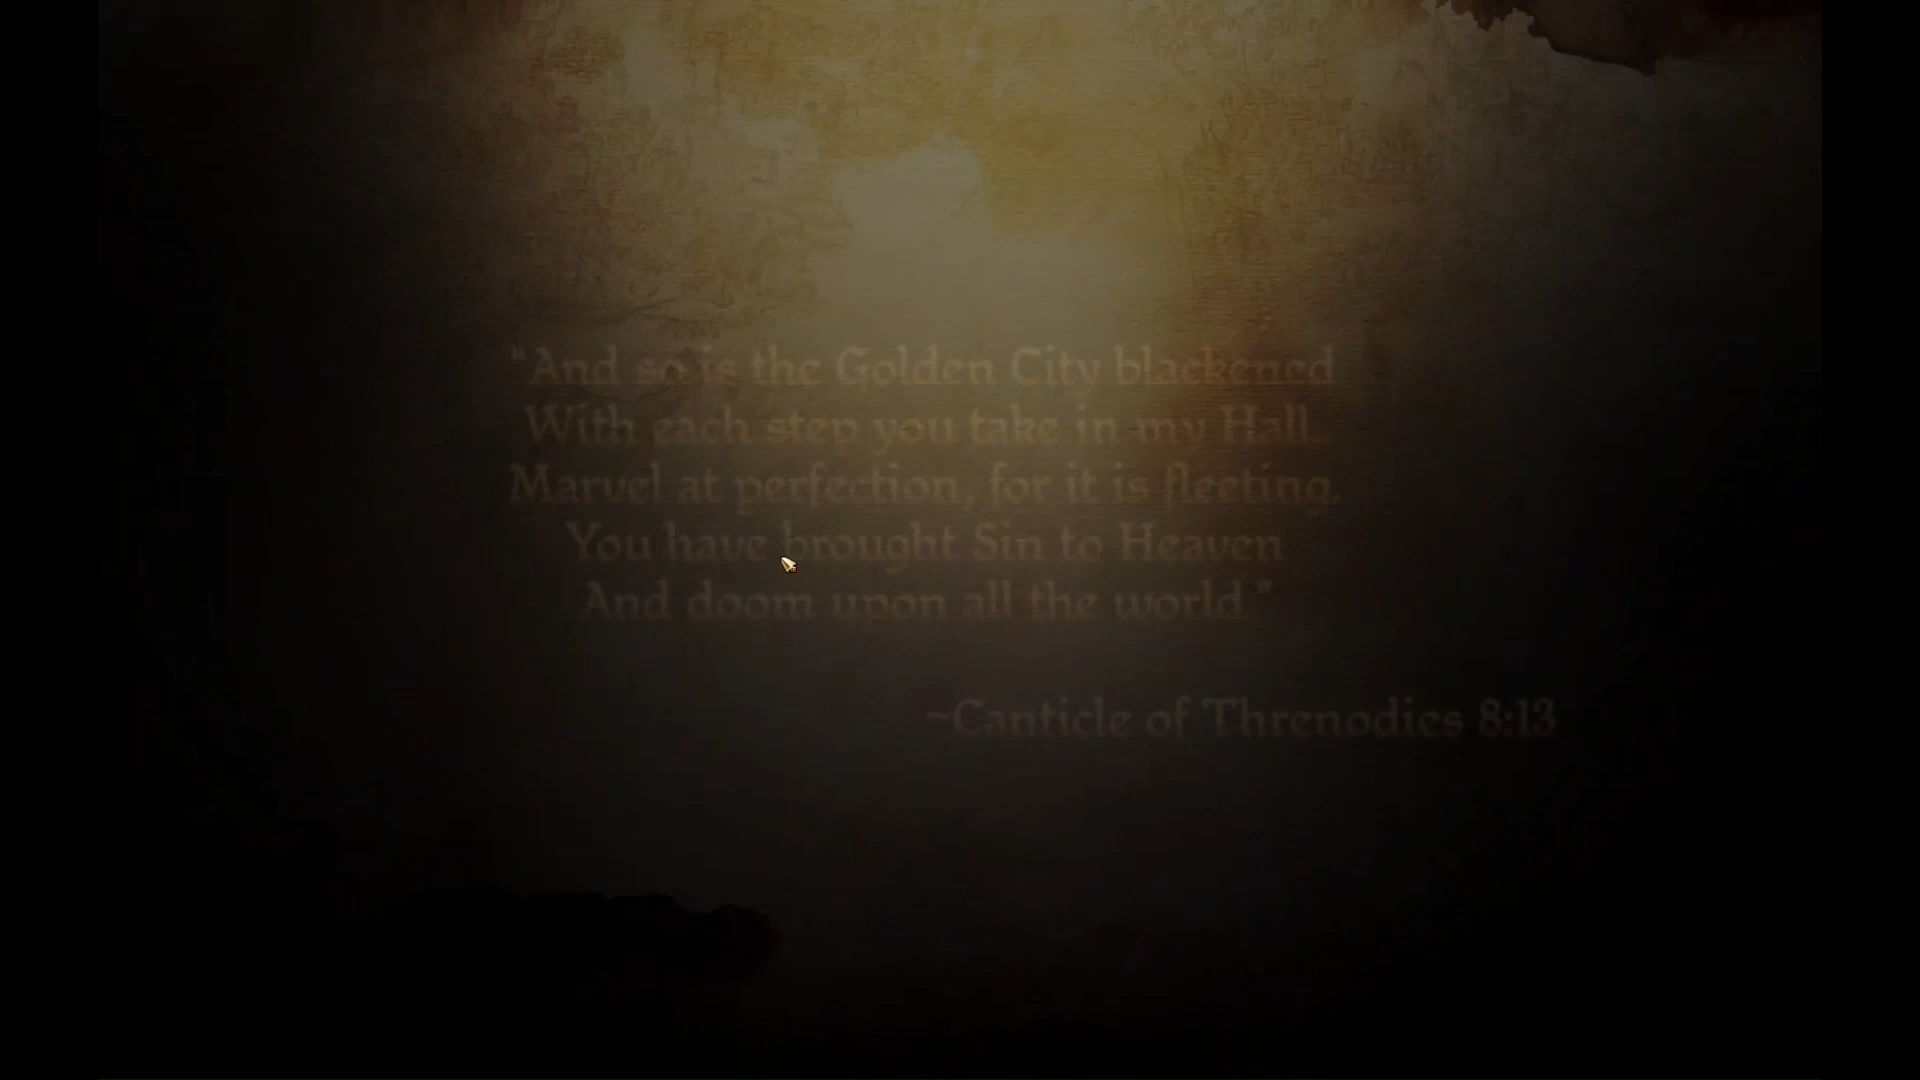 "And so is the Golden City blackened
With each step you take in my Hall.
Marvel at perfection, for it is fleeting.
You have brought Sin to Heaven
And doom upon all the world."
~Canticle of Threnodies 8:13